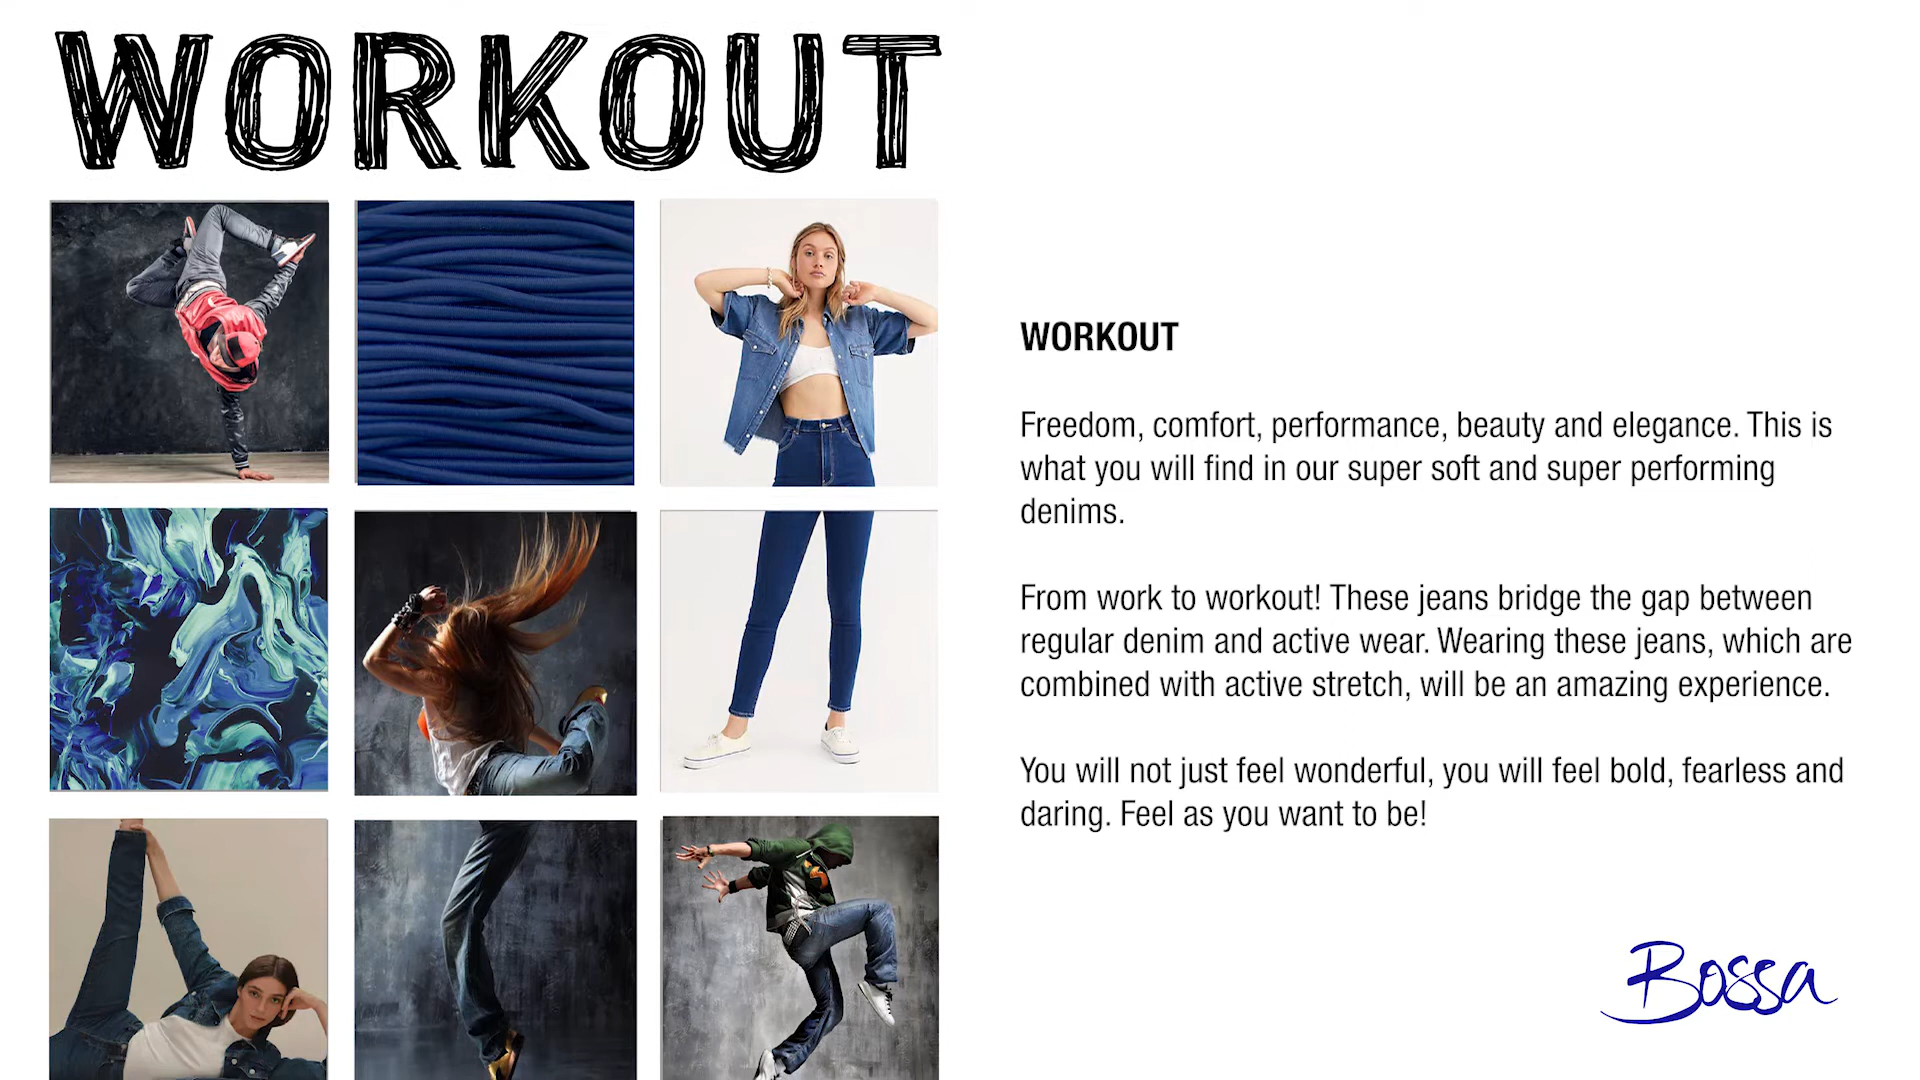 WORKOUT
WORKOUT
Freedom, comfort, performance, beauty and elegance. This is
what you will find in our super soft and super performing
denims.
From work to workout! These jeans bridge the gap between
regular denim and active wear. Wearing these jeans, which are
combined with active stretch, will be an amazing experience.
You will not just feel wonderful, you will feel bold, fearless and
daring. Feel as you want to be!
Bossa